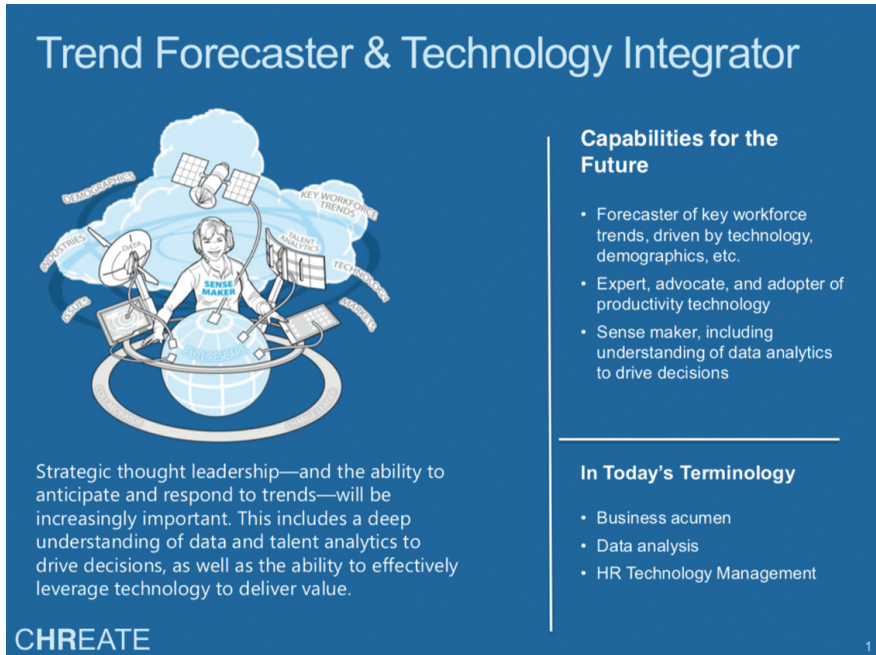 Trend Forecaster & Technology Integrator
DEMOGRAPHICS
KEY WORKFORCE
TRENDS
INDUSTRIES
DATA
TALENT
ANALYTICS
TECHNOLOGY
SENSE
MAKER
ISSUES
MARKETS
FUTURESCAPE
Strategic thought leadership—and the ability to
anticipate and respond to trends—will be
increasingly important. This includes a deep
understanding of data and talent analytics to
drive decisions, as well as the ability to effectively
leverage technology to deliver value.
Capabilities for the
Future
• Forecaster of key workforce
trends, driven by technology,
demographics, etc.
• Expert, advocate, and adopter of
productivity technology
• Sense maker, including
understanding of data analytics
to drive decisions
In Today's Terminology
• Business acumen
• Data analysis
• HR Technology Management
CHREATE
1